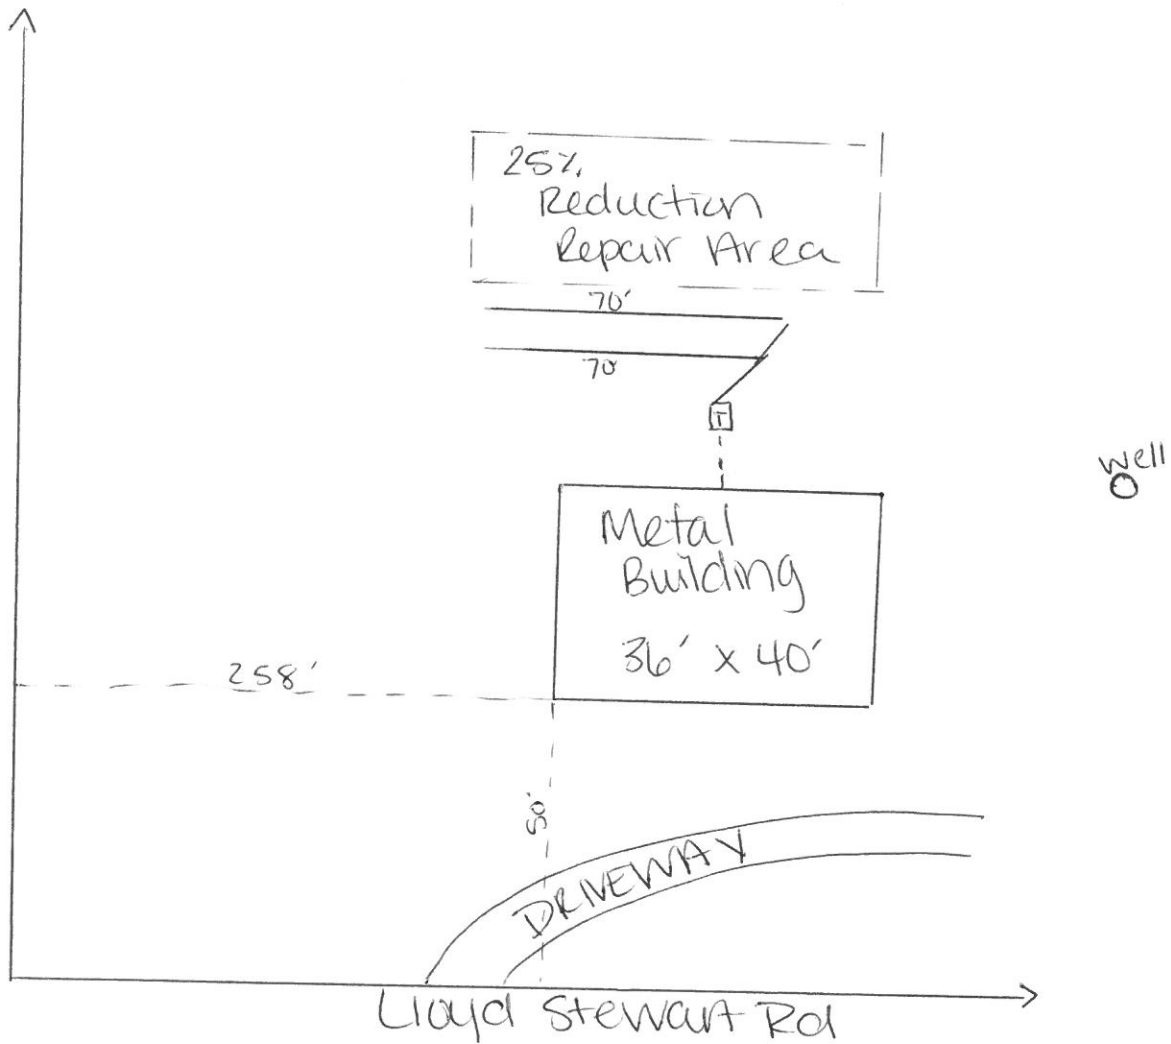 25%
Reduction
Repair Area
70'
70'
T
well
Metal
Building
36' x 40'
258'
50'
DRIVEWAY
Lloyd Stewart Rd